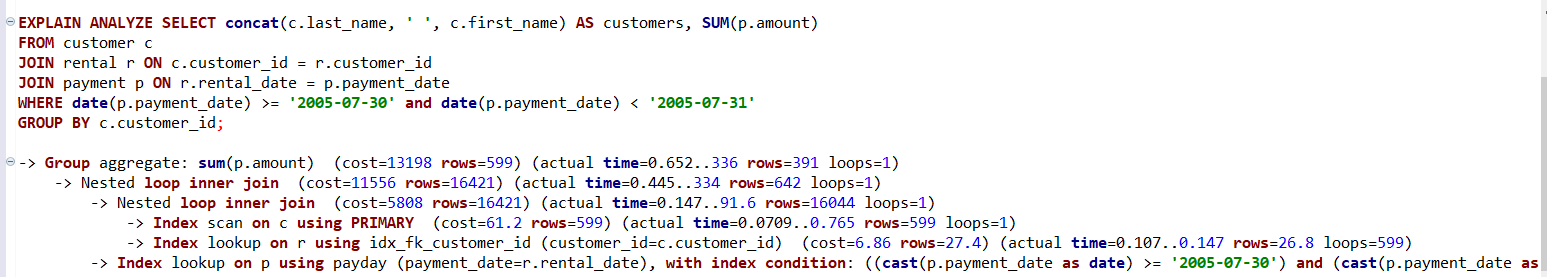 EXPLAIN ANALYZE SELECT concat(c.last_name, ' ', c.first_name) AS customers, SUM(p.amount)
FROM customer c
JOIN rental r ON c.customer_id = r.customer_id
JOIN payment p ON r.rental_date = p.payment_date
WHERE date(p.payment_date) >= '2005-07-30' and date(p.payment_date) < '2005-07-31'
GROUP BY c.customer_id;
-> Group aggregate: sum(p.amount)  (cost=13198 rows=599) (actual time=0.652..336 rows=391 loops=1)
    -> Nested loop inner join  (cost=11556 rows=16421) (actual time=0.445..334 rows=642 loops=1)
        -> Nested loop inner join  (cost=5808 rows=16421) (actual time=0.147..91.6 rows=16044 loops=1)
            -> Index scan on c using PRIMARY  (cost=61.2 rows=599) (actual time=0.0709..0.765 rows=599 loops=1)
            -> Index lookup on r using idx_fk_customer_id (customer_id=c.customer_id)  (cost=6.86 rows=27.4) (actual time=0.107..0.147 rows=26.8 loops=599)
        -> Index lookup on p using payday (payment_date=r.rental_date), with index condition: ((cast(p.payment_date as date) >= '2005-07-30') and (cast(p.payment_date as